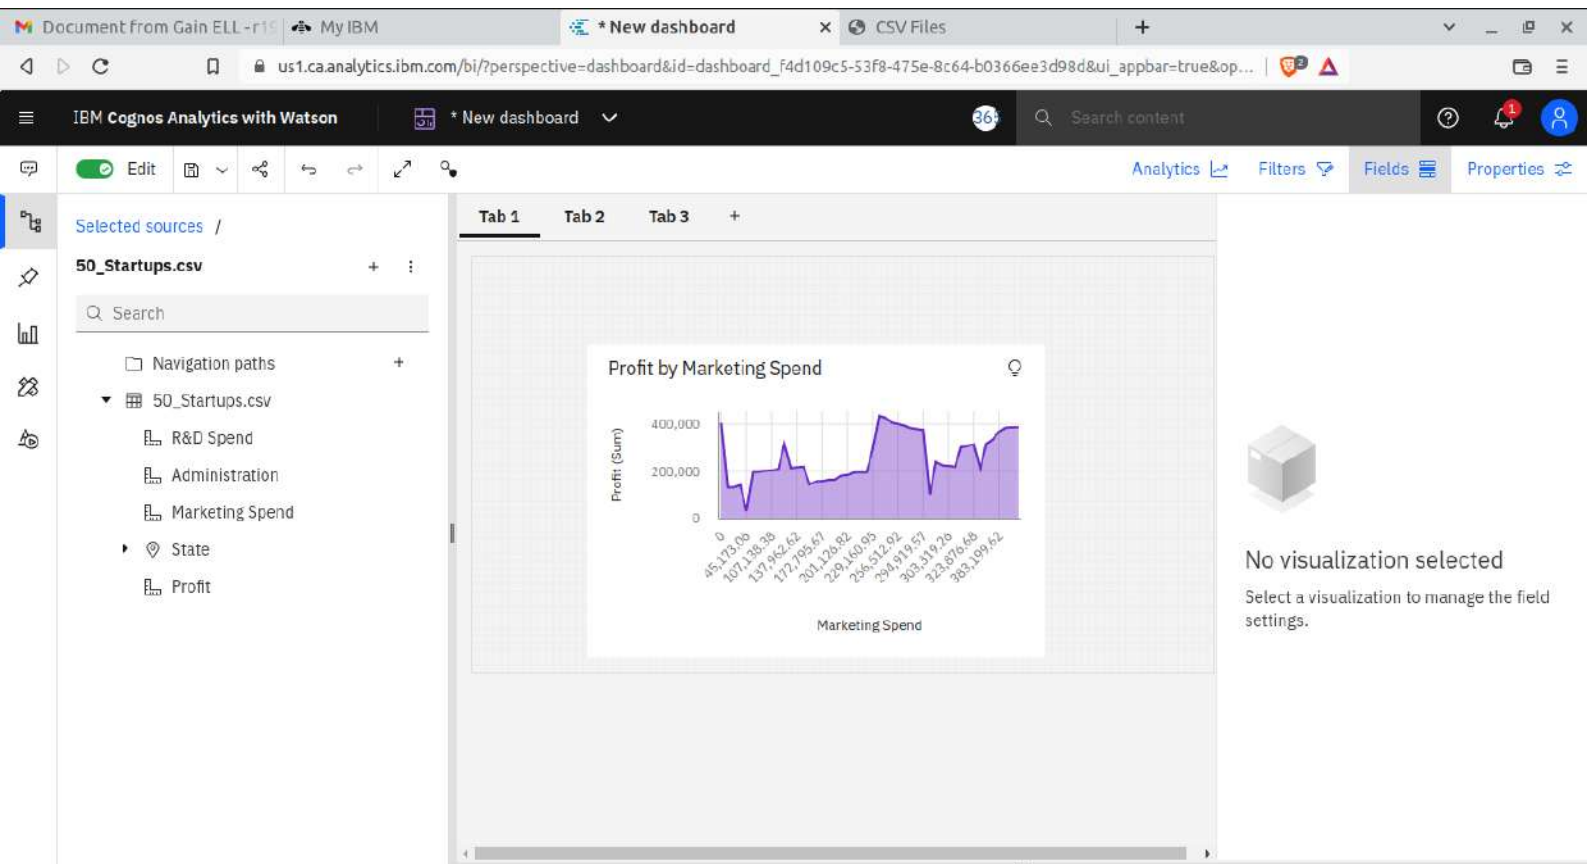 Document from Gain ELL - r19
My IBM
* New dashboard
CSV Files
us1.ca.analytics.ibm.com/bi/?perspective=dashboard&id=dashboard_f4d109c5-53f8-475e-8c64-b0366ee3d98d&ui_appbar=true&op...
2
IBM Cognos Analytics with Watson
* New dashboard
Search content
1
Edit
Analytics
Filters
Fields
Properties
Selected sources /
50_Startups.csv
Search
Navigation paths
50_Startups.csv
R&D Spend
Administration
Marketing Spend
State
Profit
Tab 1
Tab 2
Tab 3
Profit by Marketing Spend
Profit (Sum)
400,000
200,000
0
0
45,173.06
107,138.38
137,962.62
172,795.67
201,126.82
229,160.95
256,512.92
294,919.57
303,319.26
323,876.68
383,199.62
Marketing Spend
No visualization selected
Select a visualization to manage the field
settings.